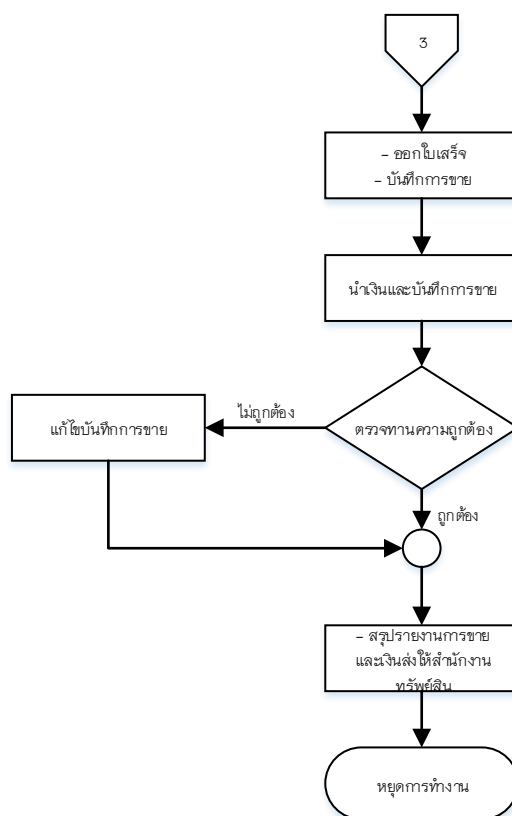 3
- ออกใบเสร็จ
- บันทึกการขาย
นำเงินและบันทึกการขาย
ไม่ถูกต้อง
แก้ไขบันทึกการขาย
ตรวจทานความถูกต้อง
ถูกต้อง
- สรุปรายงานการขาย
และเงินส่งให้สำนักงาน
ทรัพย์สิน
หยุดการทำงาน